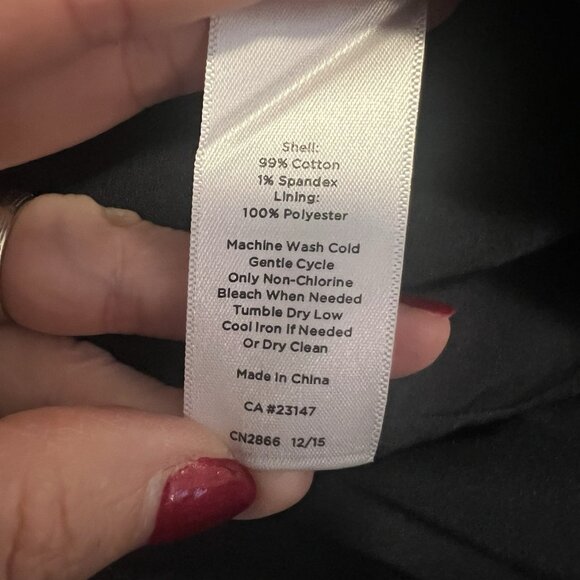 Shell:
99% Cotton
1% Spandex
Lining:
100% Polyester
Machine Wash Cold
Gentle Cycle
Only Non-Chlorine
Bleach When Needed
Tumble Dry Low
Cool Iron if Needed
Or Dry Clean
Made in China
CA #23147
CN2866 12/15